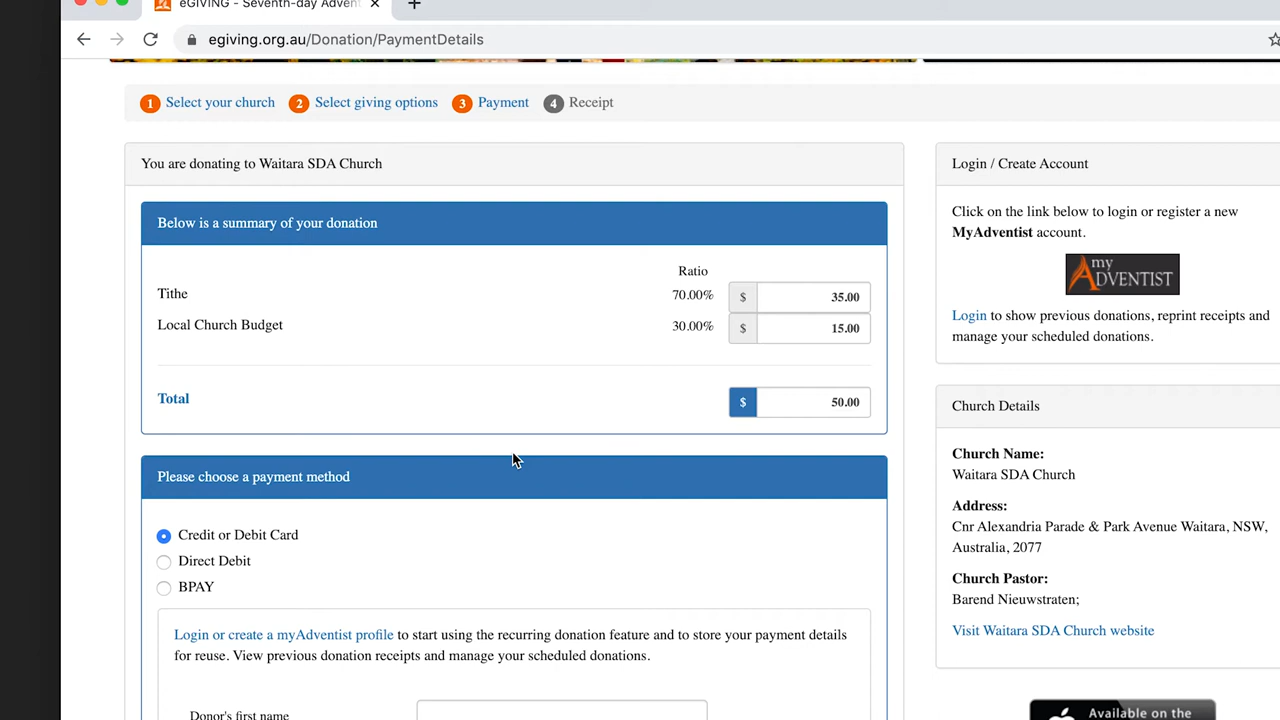 eGIVING - Seventh-day Advent
egiving.org.au/Donation/PaymentDetails
1 Select your church 2 Select giving options 3 Payment 4 Receipt
You are donating to Waitara SDA Church
Below is a summary of your donation
Ratio
Tithe 70.00% $ 35.00
Local Church Budget 30.00% $ 15.00
Total $ 50.00
Please choose a payment method
Credit or Debit Card
Direct Debit
BPAY
Login or create a myAdventist profile to start using the recurring donation feature and to store your payment details
for reuse. View previous donation receipts and manage your scheduled donations.
Donor's first name
Login / Create Account
Click on the link below to login or register a new
MyAdventist account.
my
ADVENTIST
Login to show previous donations, reprint receipts and
manage your scheduled donations.
Church Details
Church Name:
Waitara SDA Church
Address:
Cnr Alexandria Parade & Park Avenue Waitara, NSW,
Australia, 2077
Church Pastor:
Barend Nieuwstraten;
Visit Waitara SDA Church website
Available on the